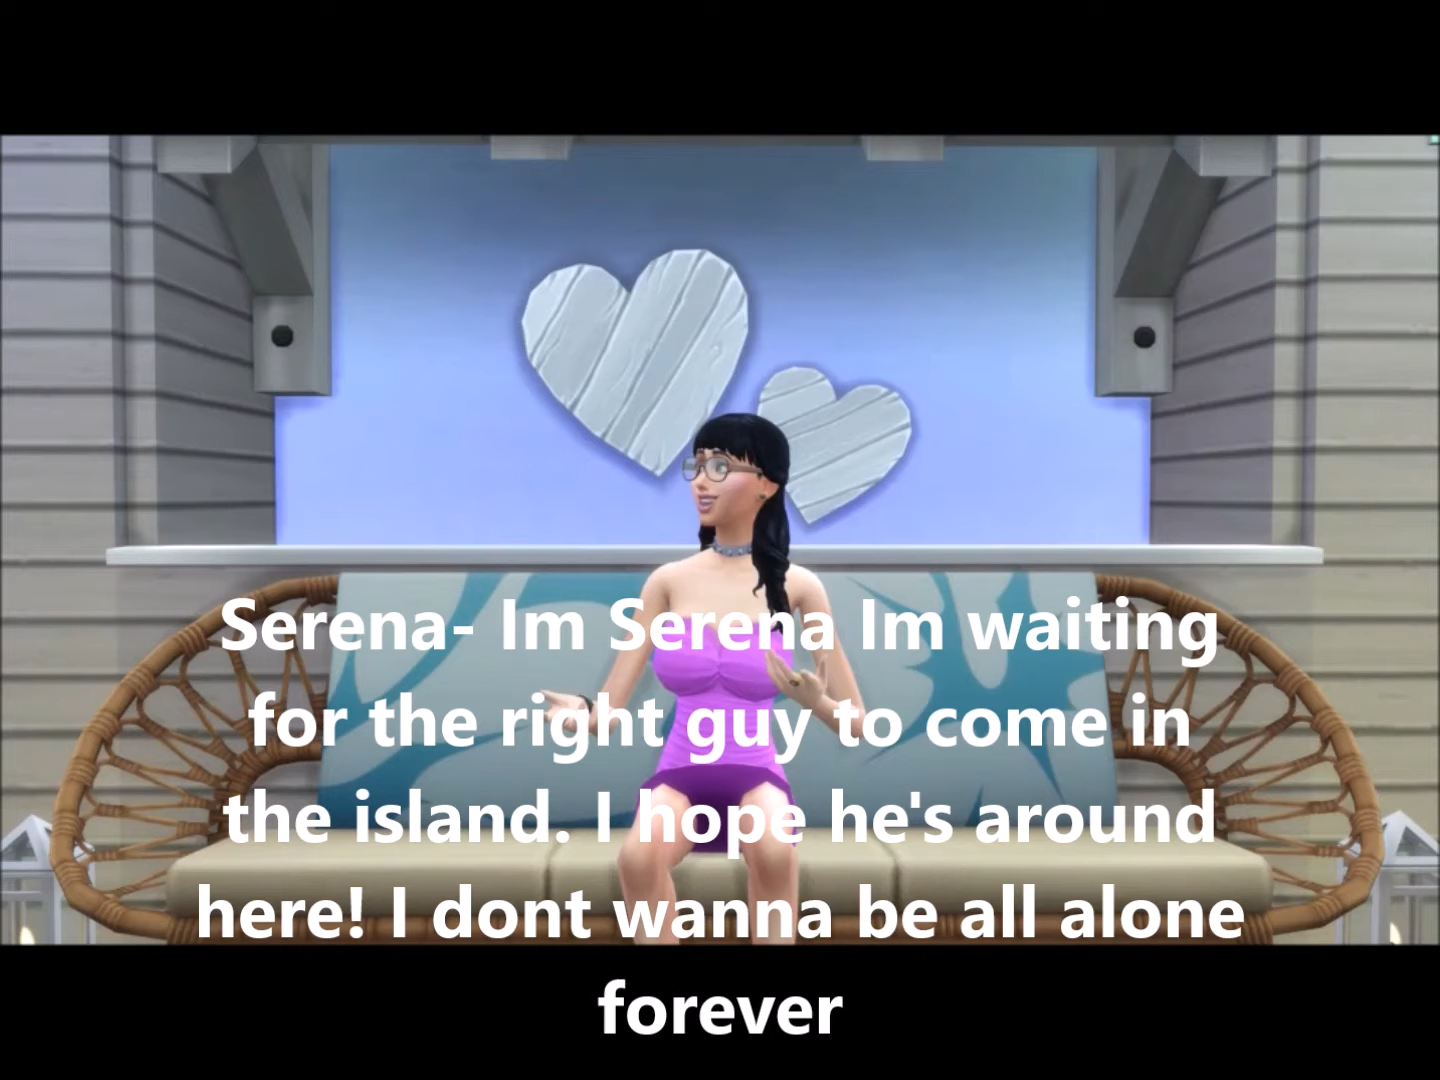 Serena- Im Serena Im waiting
for the right guy to come in
the island. I hope he's around
here! I dont wanna be all alone
forever